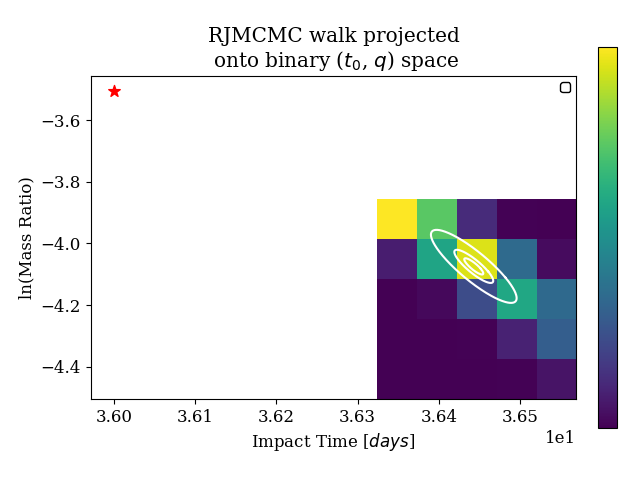 RJMCMC walk projected
onto binary (t₀, q) space
ln(Mass Ratio)
−3.6
−3.8
−4.0
−4.2
−4.4
3.60 3.61 3.62 3.63 3.64 3.65
1e1
Impact Time [days]